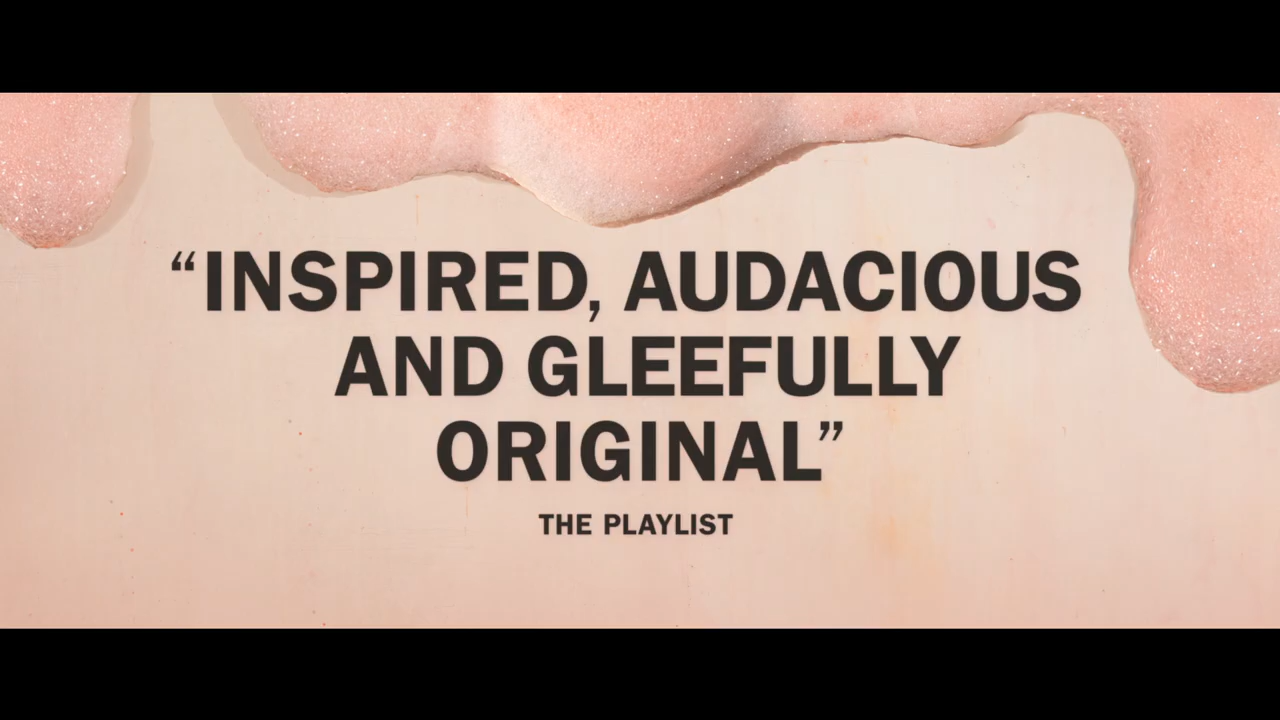 “INSPIRED, AUDACIOUS
AND GLEEFULLY
ORIGINAL”
THE PLAYLIST